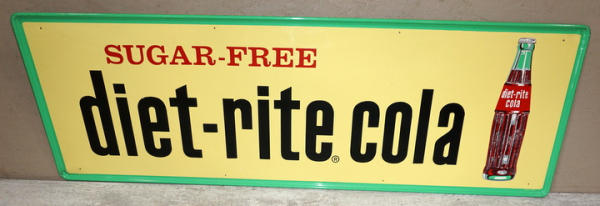 SUGAR-FREE
diet-rite cola®
diet-rite
cola